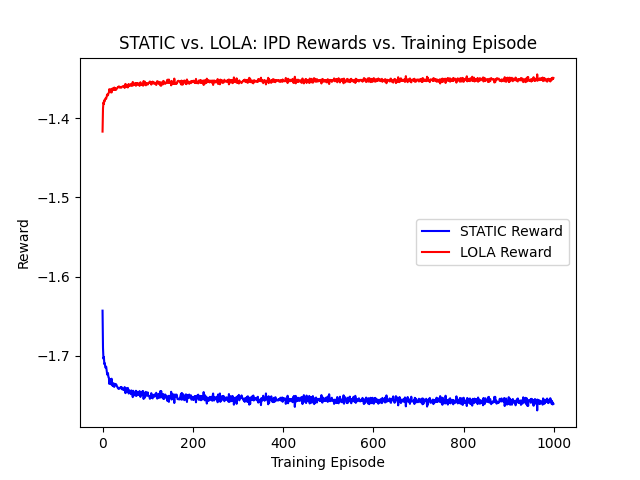 STATIC vs. LOLA: IPD Rewards vs. Training Episode
Reward
−1.4
−1.5
−1.6
−1.7
STATIC Reward
LOLA Reward
0
200
400
600
800
1000
Training Episode